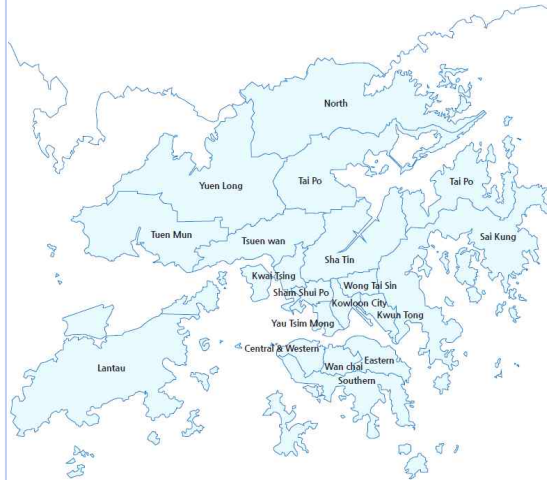 North
Yuen Long
Tai Po
Tai Po
Tuen Mun
Tsuen wan
Sai Kung
Sha Tin
Kwai Tsing
Wong Tai Sin
Sham Shui Po
Kowloon City
Kwun Tong
Yau Tsim Mong
Central & Western
Eastern
Lantau
Wan chai
Southern